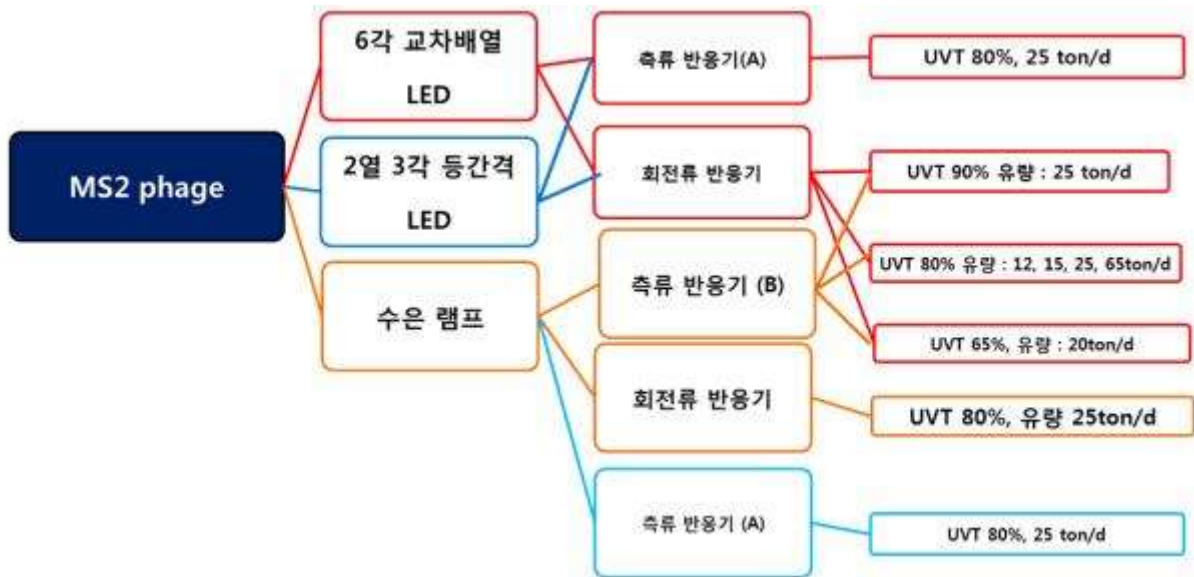 MS2 phage
6각 교차배열
LED
2열 3각 등간격
LED
수은 램프
측류 반응기(A)
회전류 반응기
측류 반응기 (B)
회전류 반응기
측류 반응기 (A)
UVT 80%, 25 ton/d
UVT 90% 유량 : 25 ton/d
UVT 80% 유량 : 12, 15, 25, 65ton/d
UVT 65%, 유량 : 20ton/d
UVT 80%, 유량 25ton/d
UVT 80%, 25 ton/d